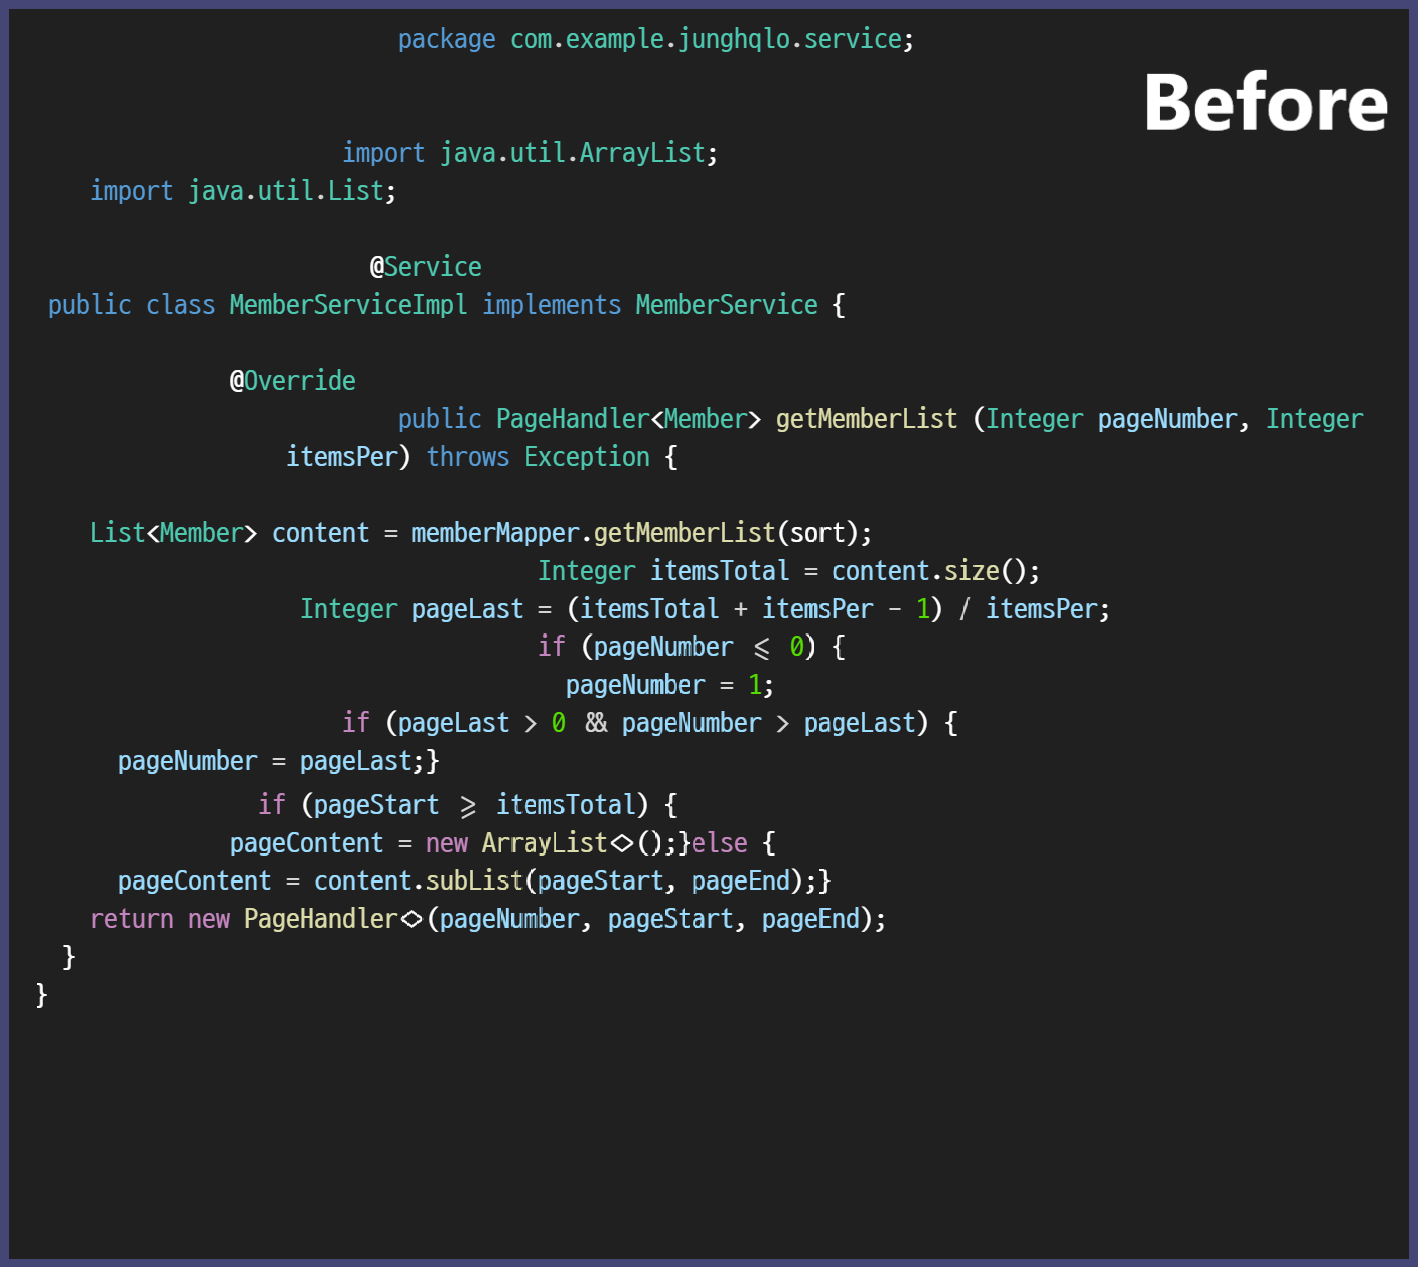 package com.example.junghqlo.service;
Before
import java.util.ArrayList;
import java.util.List;
@Service
public class MemberServiceImpl implements MemberService {
@Override
public PageHandler<Member> getMemberList (Integer pageNumber, Integer
itemsPer) throws Exception {
List<Member> content = memberMapper.getMemberList(sort);
Integer itemsTotal = content.size();
Integer pageLast = (itemsTotal + itemsPer - 1) / itemsPer;
if (pageNumber <= 0) {
pageNumber = 1;
if (pageLast > 0 && pageNumber > pageLast) {
pageNumber = pageLast;}
if (pageStart >= itemsTotal) {
pageContent = new ArrayList<>();}else {
pageContent = content.subList(pageStart, pageEnd);}
return new PageHandler<>(pageNumber, pageStart, pageEnd);
}
}